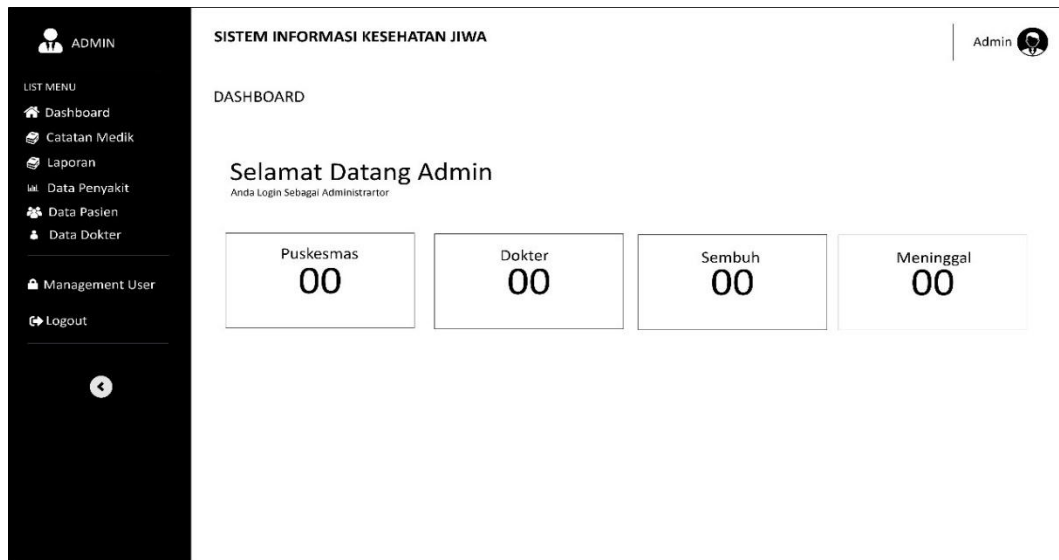 ADMIN
LIST MENU
Dashboard
Catatan Medik
Laporan
Data Penyakit
Data Pasien
Data Dokter
Management User
Logout
SISTEM INFORMASI KESEHATAN JIWA
Admin
DASHBOARD
Selamat Datang Admin
Anda Login Sebagai Administrartor
Puskesmas
00
Dokter
00
Sembuh
00
Meninggal
00